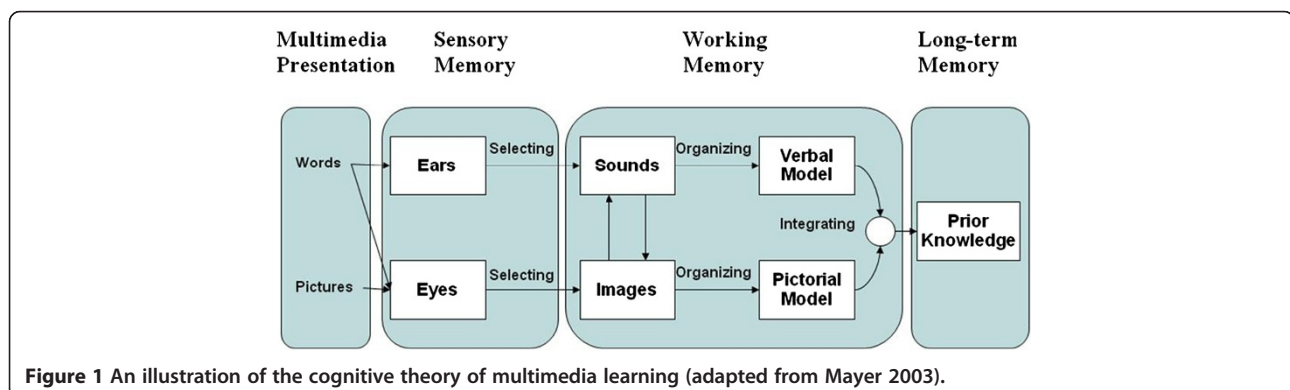 Multimedia Presentation
Sensory Memory
Working Memory
Long-term Memory
Words
Pictures
Ears
Eyes
Selecting
Selecting
Sounds
Images
Organizing
Organizing
Verbal Model
Pictorial Model
Integrating
Prior Knowledge
Figure 1 An illustration of the cognitive theory of multimedia learning (adapted from Mayer 2003).